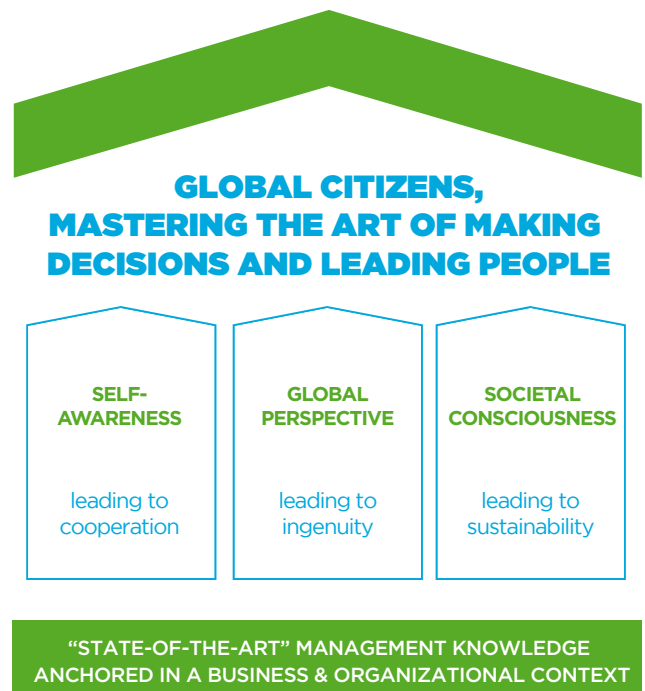 GLOBAL CITIZENS,
MASTERING THE ART OF MAKING
DECISIONS AND LEADING PEOPLE
SELF-
AWARENESS
leading to
cooperation
GLOBAL
PERSPECTIVE
leading to
ingenuity
SOCIETAL
CONSCIOUSNESS
leading to
sustainability
“STATE-OF-THE-ART” MANAGEMENT KNOWLEDGE
ANCHORED IN A BUSINESS & ORGANIZATIONAL CONTEXT